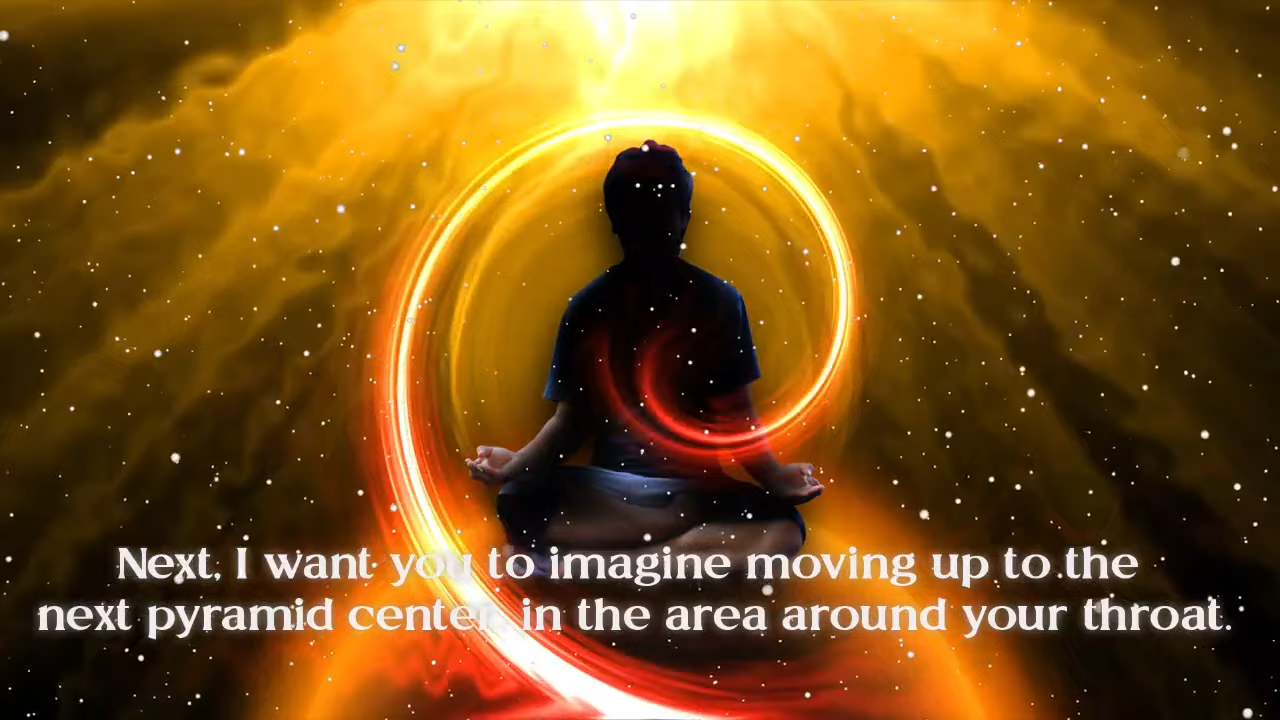 Next, I want you to imagine moving up to the
next pyramid center, in the area around your throat.